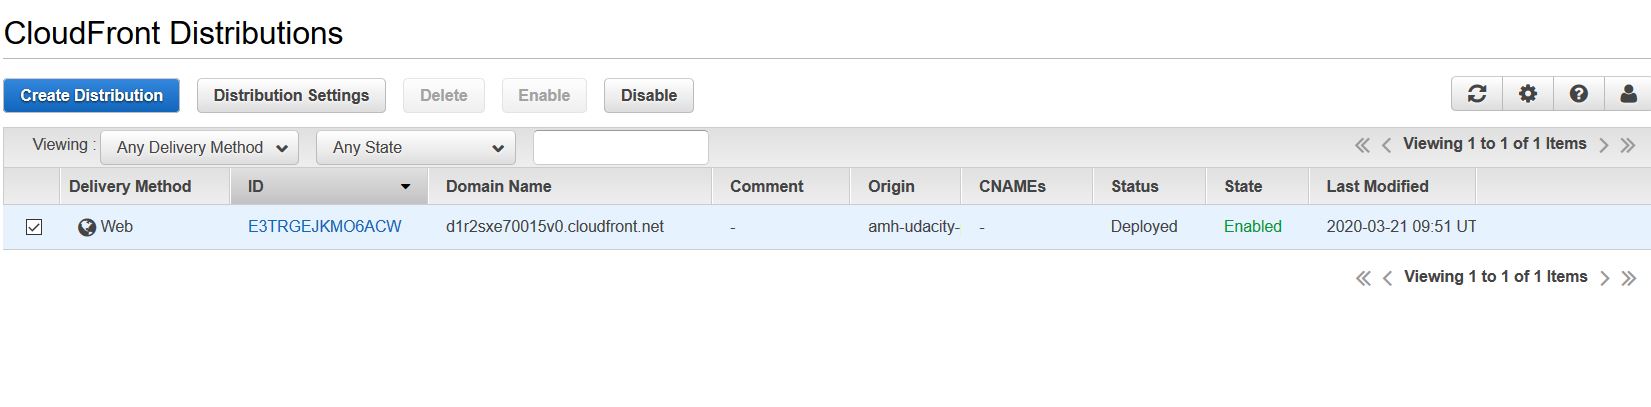 CloudFront Distributions
Create Distribution Distribution Settings Delete Enable Disable
Viewing : Any Delivery Method Any State Viewing 1 to 1 of 1 Items
Delivery Method ID Domain Name Comment Origin CNAMEs Status State Last Modified
Web E3TRGEJKMO6ACW d1r2sxe70015v0.cloudfront.net - amh-udacity- - Deployed Enabled 2020-03-21 09:51 UT
Viewing 1 to 1 of 1 Items